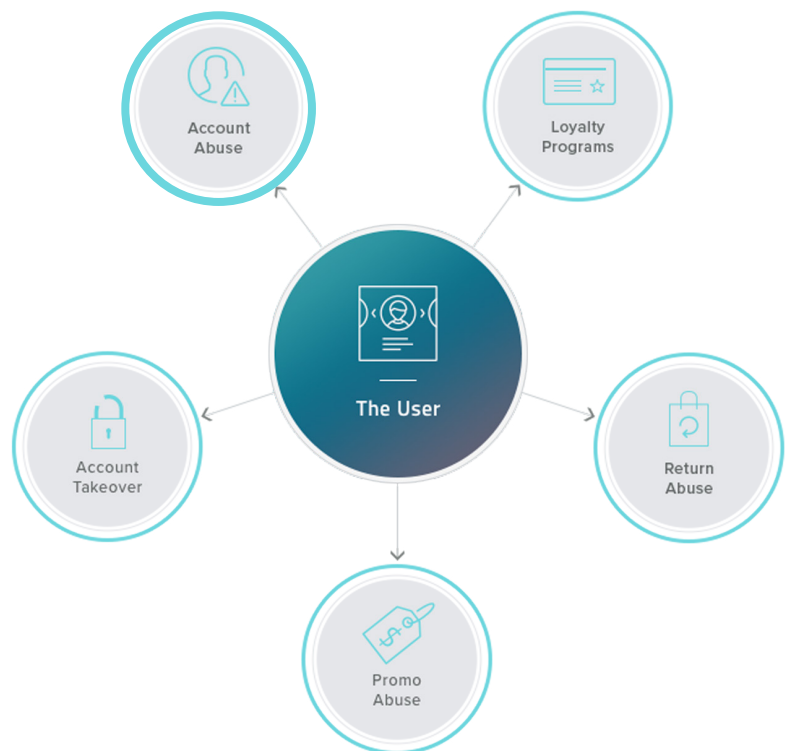 Account
Abuse
Loyalty
Programs
The User
Account
Takeover
Return
Abuse
Promo
Abuse